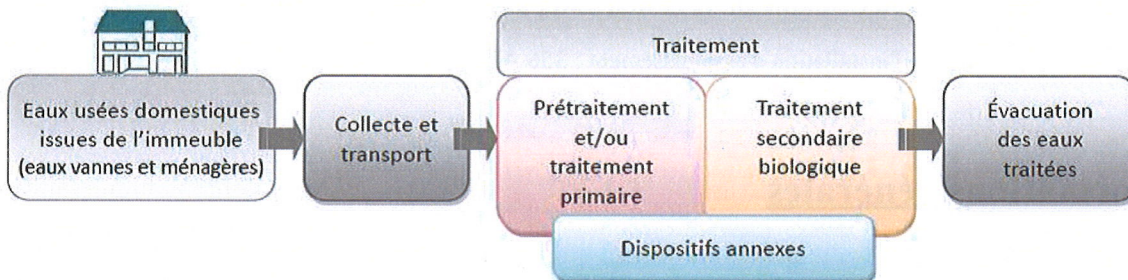 Traitement
Eaux usées domestiques
issues de l'immeuble
(eaux vannes et ménagères)
Collecte et
transport
Prétraitement
et/ou
traitement
primaire
Traitement
secondaire
biologique
Évacuation
des eaux
traitées
Dispositifs annexes